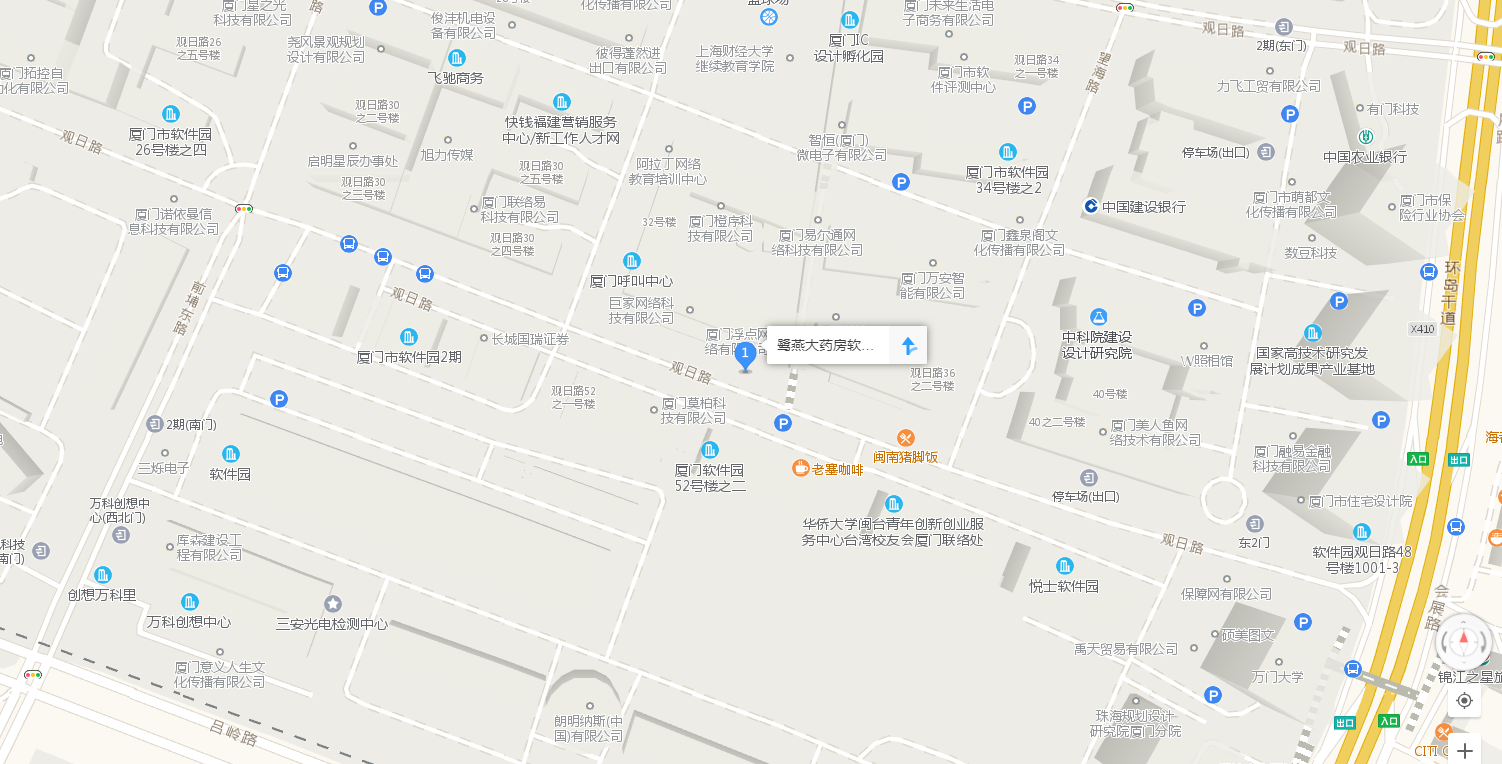 厦门星之光
科技有限公司
路
俊沣机电设
备有限公司
化传播有限公司
篮球场
厦门未来生活电
子商务有限公司
观日路
2期(东门)
观日路
观日路26
之五号楼
尧风景观规划
设计有限公司
飞驰商务
彼得蓬然进
出口有限公司
上海财经大学
继续教育学院
厦门IC
设计孵化园
厦门市软
件评测中心
观日路34
之一号楼
望海路
力飞工贸有限公司
厦门拓控自
动化有限公司
观日路30
之二号楼
快钱福建营销服务
中心/新工作人才网
有门科技
观日路
厦门市软件园
26号楼之四
启明星辰办事处
旭力传媒
智恒(厦门)
微电子有限公司
停车场(出口)
中国农业银行
观日路30
之三号楼
观日路30
之五号楼
阿拉丁网络
教育培训中心
厦门市软件园
34号楼之2
中国建设银行
厦门市萌都文
化传播有限公司
厦门市保
险行业协会
厦门诺依曼信
息科技有限公司
厦门联络易
科技有限公司
32号楼
厦门橙序科
技有限公司
厦门易尔通网
络科技有限公司
厦门鑫泉阁文
化传播有限公司
数豆科技
观日路30
之四号楼
厦门呼叫中心
厦门万安智
能有限公司
环岛干道
前埔东路
观日路
巨家网络科
技有限公司
X410
厦门市软件园2期
长城国瑞证券
厦门浮点网
络有限公司
1
鹭燕大药房软...
中科院建设
设计研究院
W照相馆
国家高技术研究发
展计划成果产业基地
观日路
观日路36
之二号楼
观日路52
之一号楼
40号楼
厦门莫柏科
技有限公司
40之二号楼
厦门美人鱼网
络技术有限公司
2期(南门)
三烁电子
软件园
厦门软件园
52号楼之二
老塞咖啡
闽南猪脚饭
厦门融易金融
科技有限公司
入口
出口
停车场(出口)
厦门市住宅设计院
万科创想中
心(西北门)
华侨大学闽台青年创新创业服
务中心台湾校友会厦门联络处
观日路
东2门
软件园观日路48
号楼1001-3
科技
南门)
库森建设工
程有限公司
创想万科里
悦士软件园
保障网有限公司
会展路
万科创想中心
三安光电检测中心
硕美图文
禹天贸易有限公司
厦门意义人生文
化传播有限公司
万门大学
锦江之星旅
吕岭路
朗明纳斯(中
国)有限公司
珠海规划设计
研究院厦门分院
出口
入口
CITI C